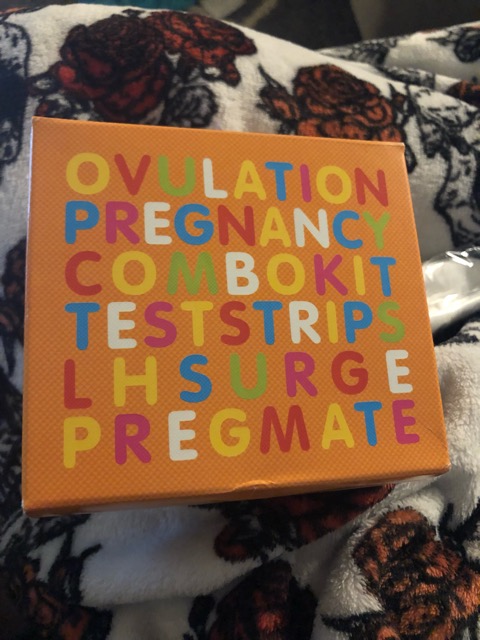 OVULATION
PREGNANCY
COMBOKIT
TESTSTRIPS
LHSURGE
PREGMATE